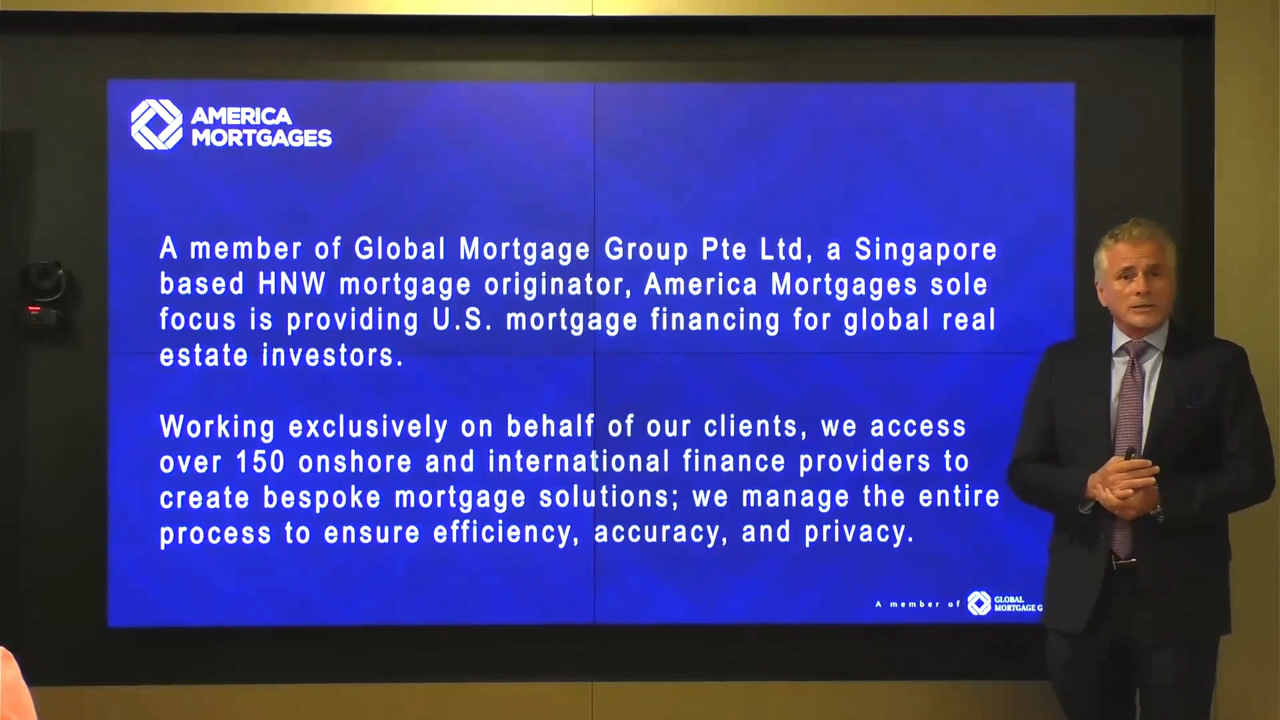 AMERICA
MORTGAGES
A member of Global Mortgage Group Pte Ltd, a Singapore
based HNW mortgage originator, America Mortgages sole
focus is providing U.S. mortgage financing for global real
estate investors.
Working exclusively on behalf of our clients, we access
over 150 onshore and international finance providers to
create bespoke mortgage solutions; we manage the entire
process to ensure efficiency, accuracy, and privacy.
A member of
GLOBAL
MORTGAGE G